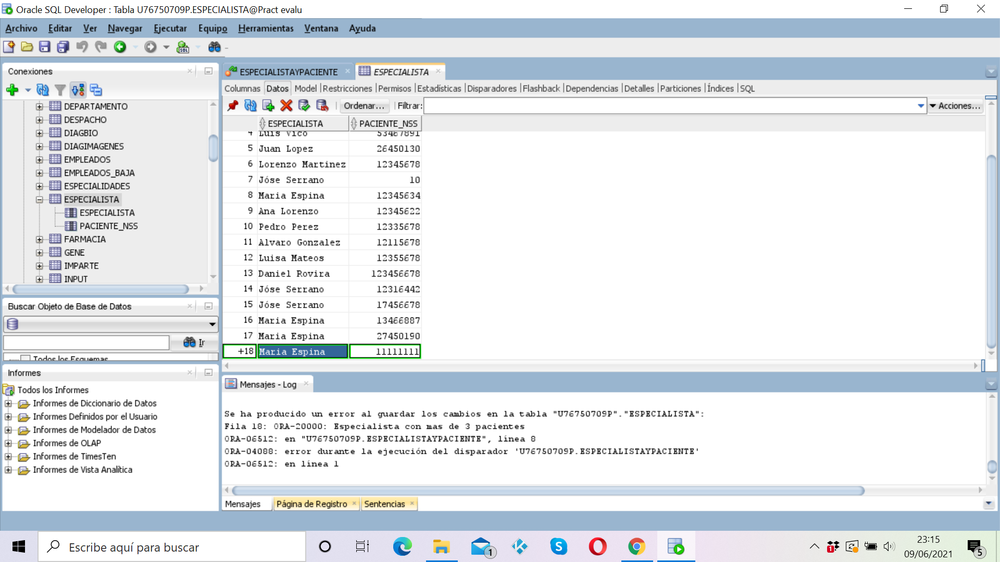 Oracle SQL Developer : Tabla U76750709P.ESPECIALISTA@Pract evalu
Archivo Editar Ver Navegar Ejecutar Equipo Herramientas Ventana Ayuda
SQL
Conexiones
DEPARTAMENTO
DESPACHO
DIAGBIO
DIAGIMAGENES
EMPLEADOS
EMPLEADOS_BAJA
ESPECIALIDADES
ESPECIALISTA
ESPECIALISTA
PACIENTE_NSS
FARMACIA
GENE
IMPARTE
INPUT
Buscar Objeto de Base de Datos
Ir
Todos los Esquemas
Informes
Todos los Informes
Informes de Diccionario de Datos
Informes Definidos por el Usuario
Informes de Modelador de Datos
Informes de OLAP
Informes de TimesTen
Informes de Vista Analítica
ESPECIALISTAYPACIENTE ESPECIALISTA
Columnas Datos Model Restricciones Permisos Estadísticas Disparadores Flashback Dependencias Detalles Particiones Índices SQL
Ordenar... Filtrar: Acciones...
ESPECIALISTA PACIENTE_NSS
4 Luis Vico 53467891
5 Juan Lopez 26450130
6 Lorenzo Martinez 12345678
7 Jóse Serrano 10
8 Maria Espina 12345634
9 Ana Lorenzo 12345622
10 Pedro Perez 12335678
11 Alvaro Gonzalez 12115678
12 Luisa Mateos 12355678
13 Daniel Rovira 123456678
14 Jóse Serrano 12316442
15 Jóse Serrano 17456678
16 Maria Espina 13466887
17 Maria Espina 27450190
+18 Maria Espina 11111111
Mensajes - Log
Se ha producido un error al guardar los cambios en la tabla "U76750709P"."ESPECIALISTA":
Fila 18: ORA-20000: Especialista con mas de 3 pacientes
ORA-06512: en "U76750709P.ESPECIALISTAYPACIENTE", línea 8
ORA-04088: error durante la ejecución del disparador 'U76750709P.ESPECIALISTAYPACIENTE'
ORA-06512: en línea 1
Mensajes Página de Registro Sentencias
Escribe aquí para buscar
1
1
23:15
09/06/2021
5